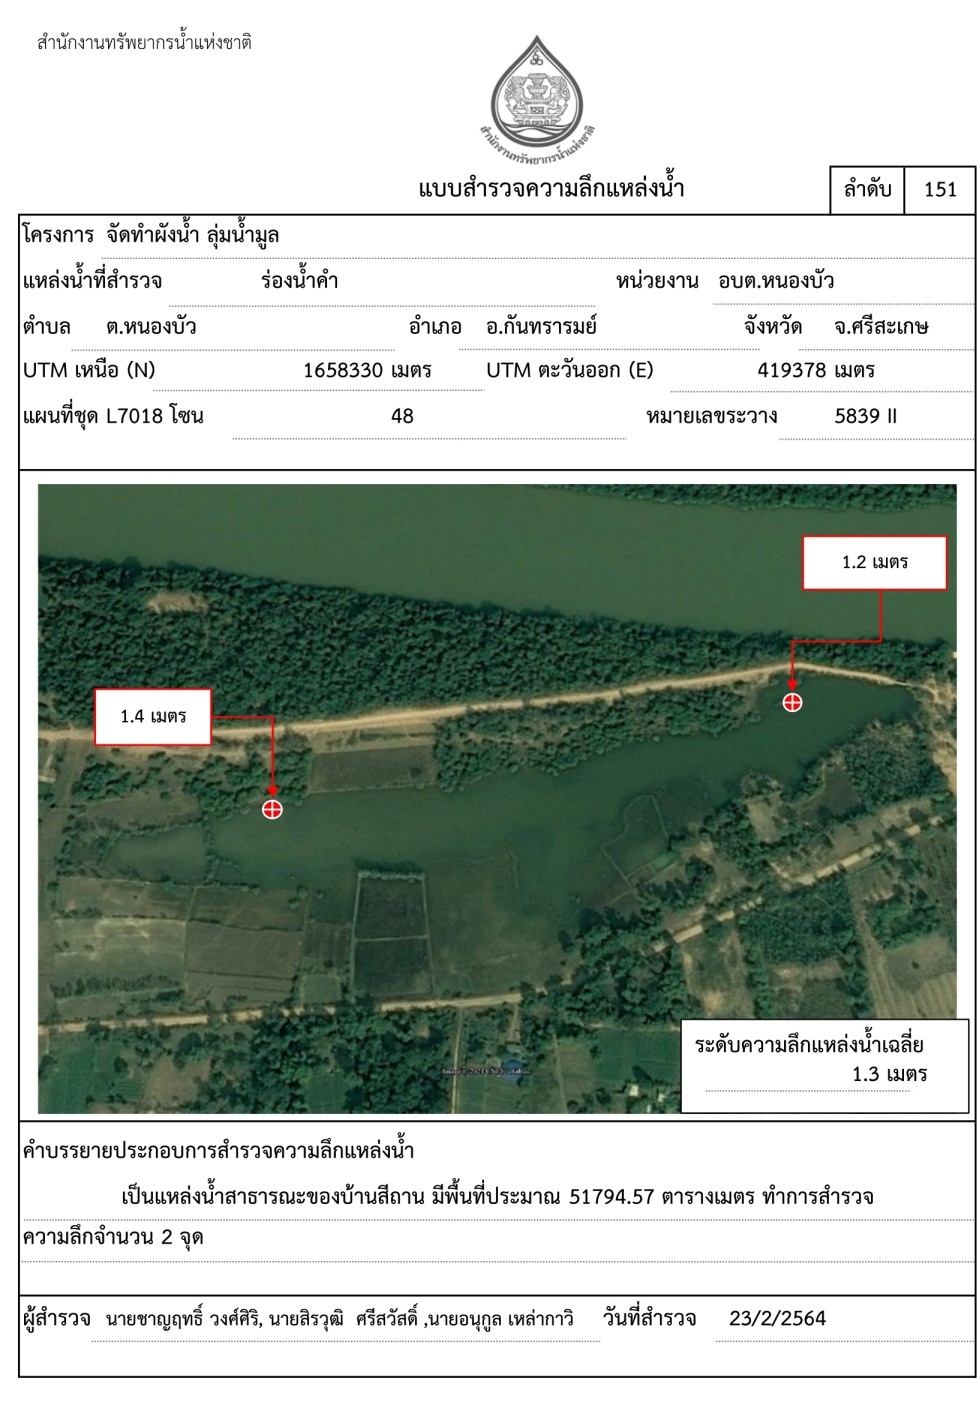 สำนักงานทรัพยากรน้ำแห่งชาติ
สำนักงานทรัพยากรน้ำแห่งชาติ
แบบสำรวจความลึกแหล่งน้ำ
ลำดับ 151
โครงการ จัดทำผังน้ำ ลุ่มน้ำมูล
แหล่งน้ำที่สำรวจ ร่องน้ำคำ หน่วยงาน อบต.หนองบัว
ตำบล ต.หนองบัว อำเภอ อ.กันทรารมย์ จังหวัด จ.ศรีสะเกษ
UTM เหนือ (N) 1658330 เมตร UTM ตะวันออก (E) 419378 เมตร
แผนที่ชุด L7018 โซน 48 หมายเลขระวาง 5839 II
1.2 เมตร
1.4 เมตร
ระดับความลึกแหล่งน้ำเฉลี่ย
1.3 เมตร
คำบรรยายประกอบการสำรวจความลึกแหล่งน้ำ
เป็นแหล่งน้ำสาธารณะของบ้านสีถาน มีพื้นที่ประมาณ 51794.57 ตารางเมตร ทำการสำรวจ
ความลึกจำนวน 2 จุด
ผู้สำรวจ นายชาญฤทธิ์ วงศ์ศิริ, นายสิรวุฒิ ศรีสวัสดิ์ ,นายอนุกูล เหล่ากาวิ วันที่สำรวจ 23/2/2564